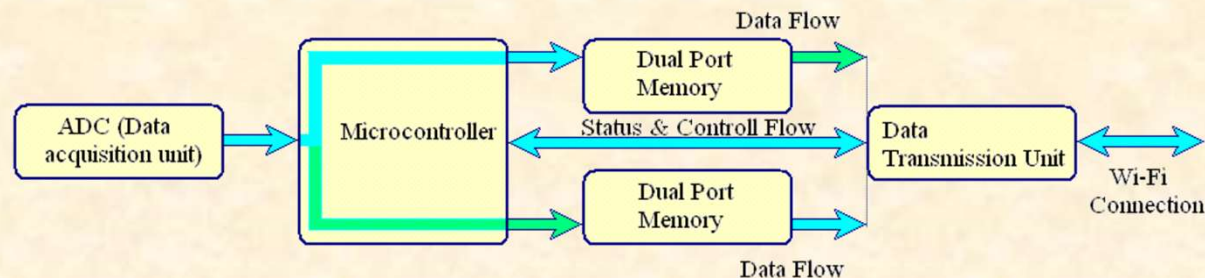 Data Flow
Dual Port
Memory
ADC (Data
acquisition unit)
Microcontroller
Status & Controll Flow
Data
Transmission Unit
Wi-Fi
Connection
Dual Port
Memory
Data Flow